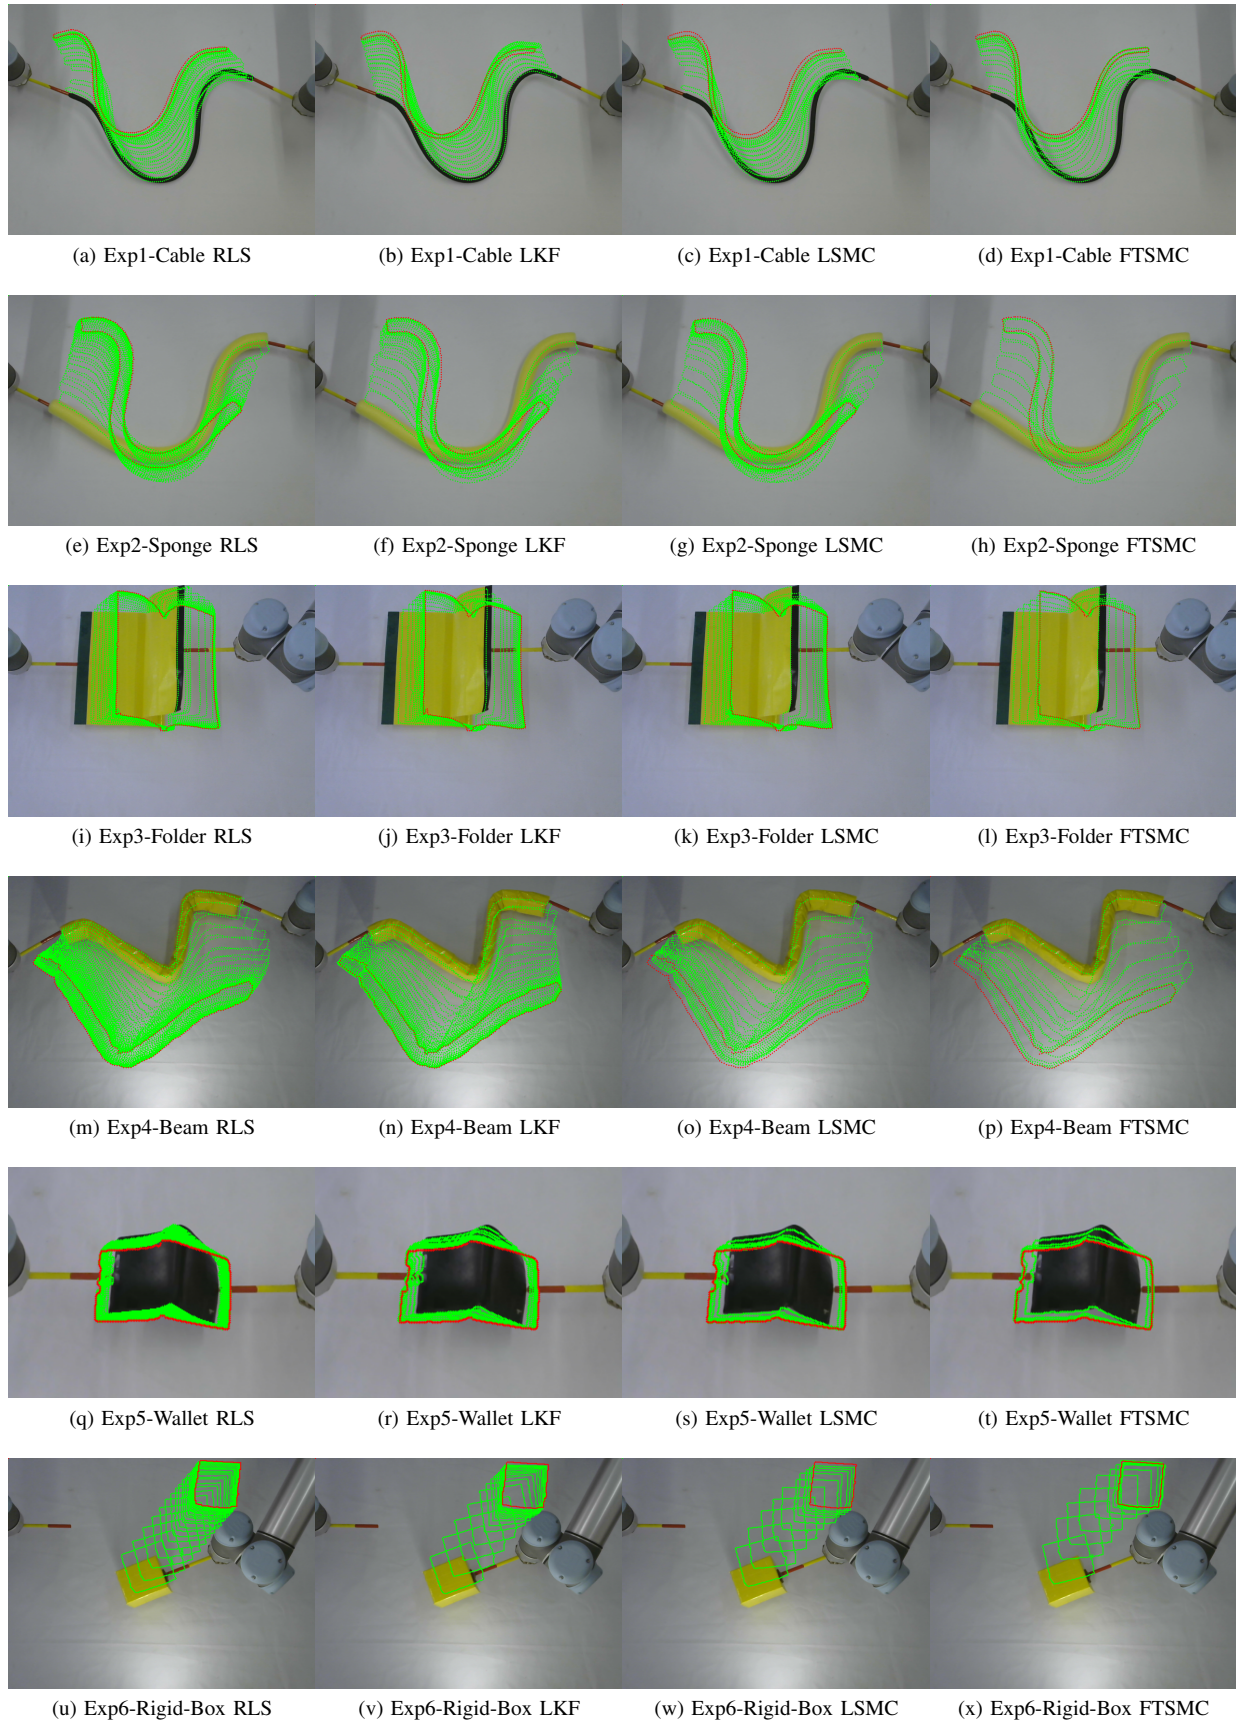 (a) Exp1-Cable RLS
(b) Exp1-Cable LKF
(c) Exp1-Cable LSMC
(d) Exp1-Cable FTSMC
(e) Exp2-Sponge RLS
(f) Exp2-Sponge LKF
(g) Exp2-Sponge LSMC
(h) Exp2-Sponge FTSMC
(i) Exp3-Folder RLS
(j) Exp3-Folder LKF
(k) Exp3-Folder LSMC
(l) Exp3-Folder FTSMC
(m) Exp4-Beam RLS
(n) Exp4-Beam LKF
(o) Exp4-Beam LSMC
(p) Exp4-Beam FTSMC
(q) Exp5-Wallet RLS
(r) Exp5-Wallet LKF
(s) Exp5-Wallet LSMC
(t) Exp5-Wallet FTSMC
(u) Exp6-Rigid-Box RLS
(v) Exp6-Rigid-Box LKF
(w) Exp6-Rigid-Box LSMC
(x) Exp6-Rigid-Box FTSMC